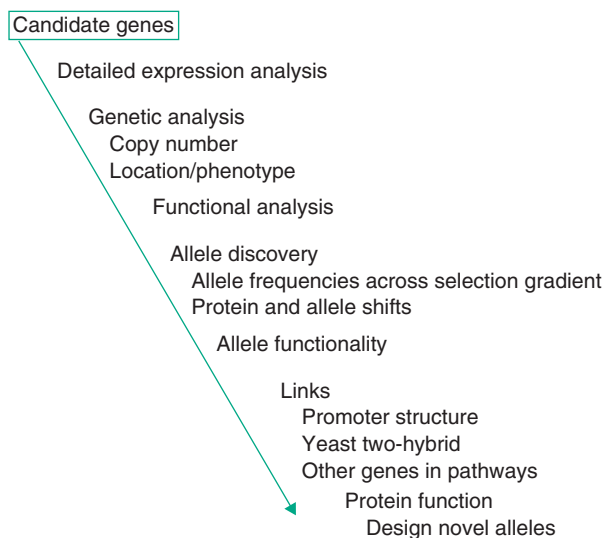 Candidate genes
Detailed expression analysis
Genetic analysis
Copy number
Location/phenotype
Functional analysis
Allele discovery
Allele frequencies across selection gradient
Protein and allele shifts
Allele functionality
Links
Promoter structure
Yeast two-hybrid
Other genes in pathways
Protein function
Design novel alleles